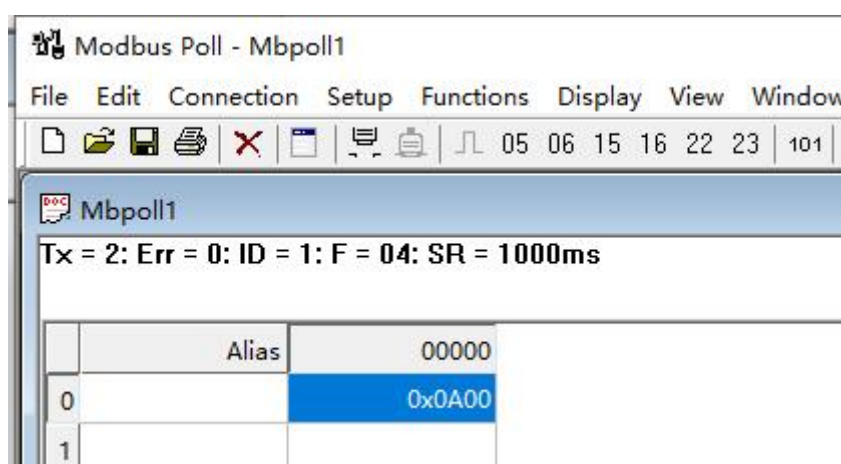 Modbus Poll - Mbpoll1
File Edit Connection Setup Functions Display View Window
05 06 15 16 22 23 101
Mbpoll1
Tx = 2: Err = 0: ID = 1: F = 04: SR = 1000ms
Alias 00000
0 0x0A00
1